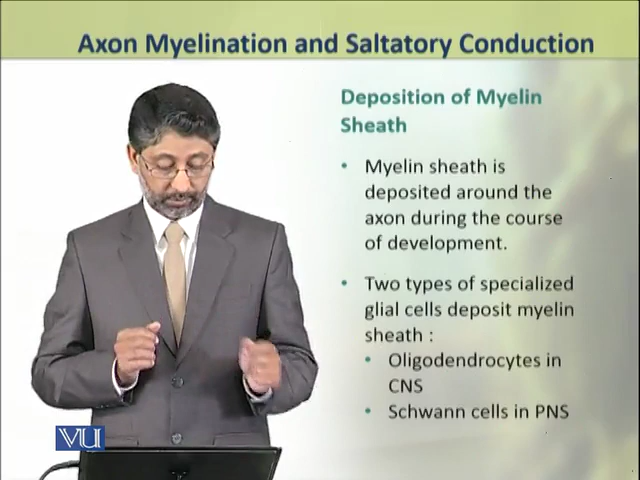 Axon Myelination and Saltatory Conduction
Deposition of Myelin
Sheath
• Myelin sheath is
deposited around the
axon during the course
of development.
• Two types of specialized
glial cells deposit myelin
sheath :
• Oligodendrocytes in
CNS
• Schwann cells in PNS
VU